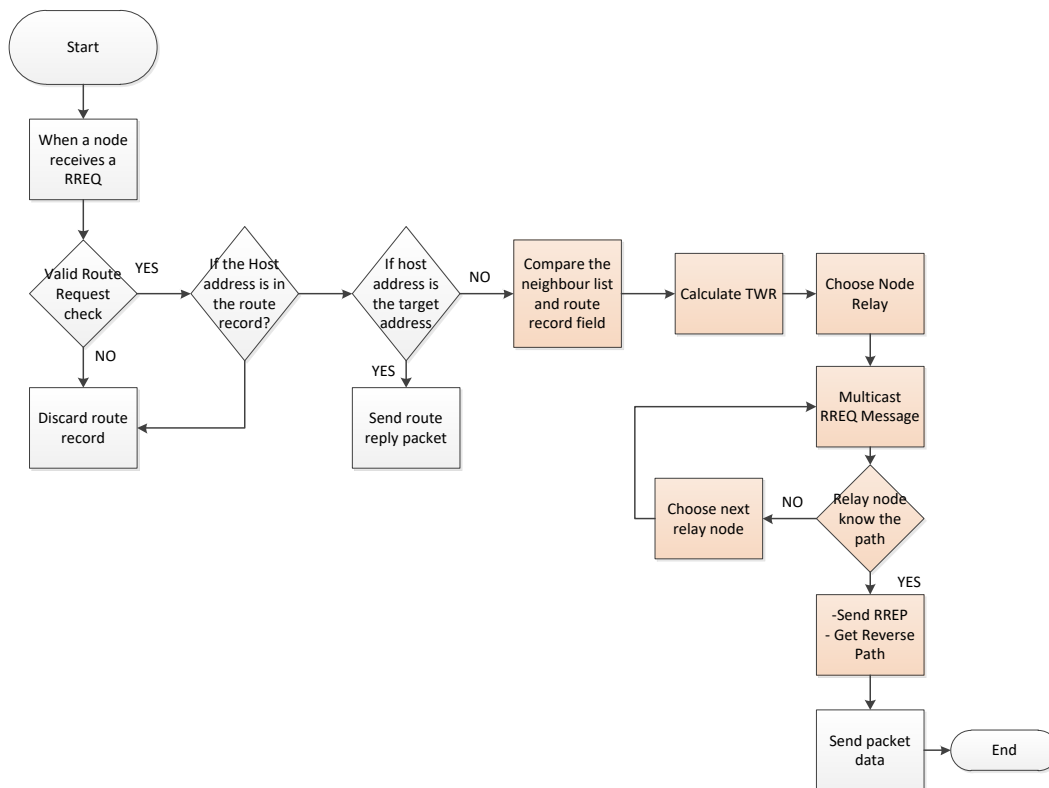 Start
When a node
receives a
RREQ
Valid Route
Request
check
YES
NO
Discard route
record
If the Host
address is in
the route
record?
If host
address is
the target
address
NO
YES
Send route
reply packet
Compare the
neighbour list
and route
record field
Calculate TWR
Choose Node
Relay
Multicast
RREQ Message
Relay node
know the
path
NO
Choose next
relay node
YES
-Send RREP
- Get Reverse
Path
Send packet
data
End